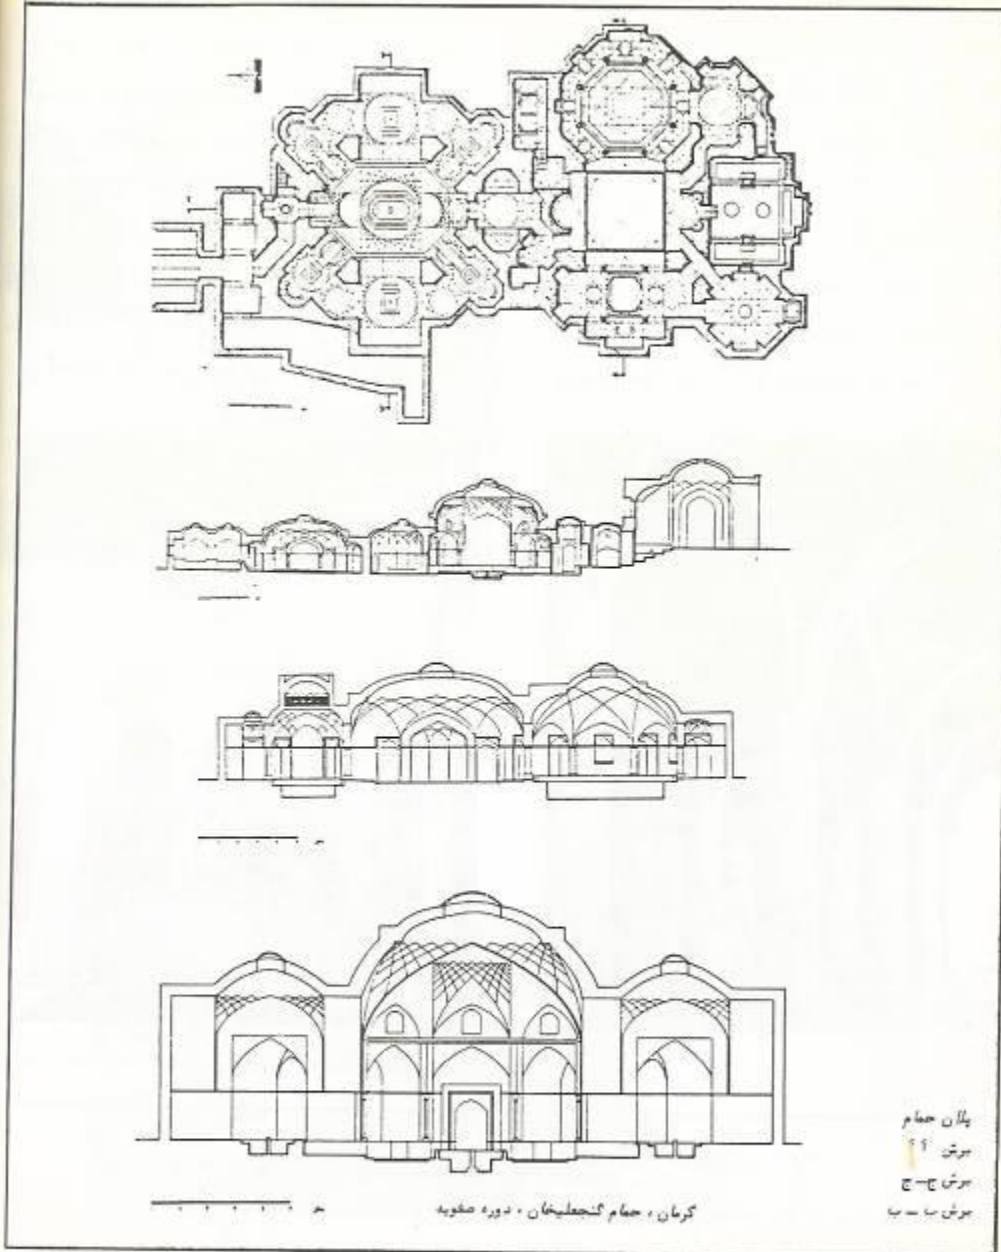 پلان حمام
برش آ آ
برش ج - ج
برش ب - ب
کرمان ، حمام گنجعلیخان ، دوره صفویه